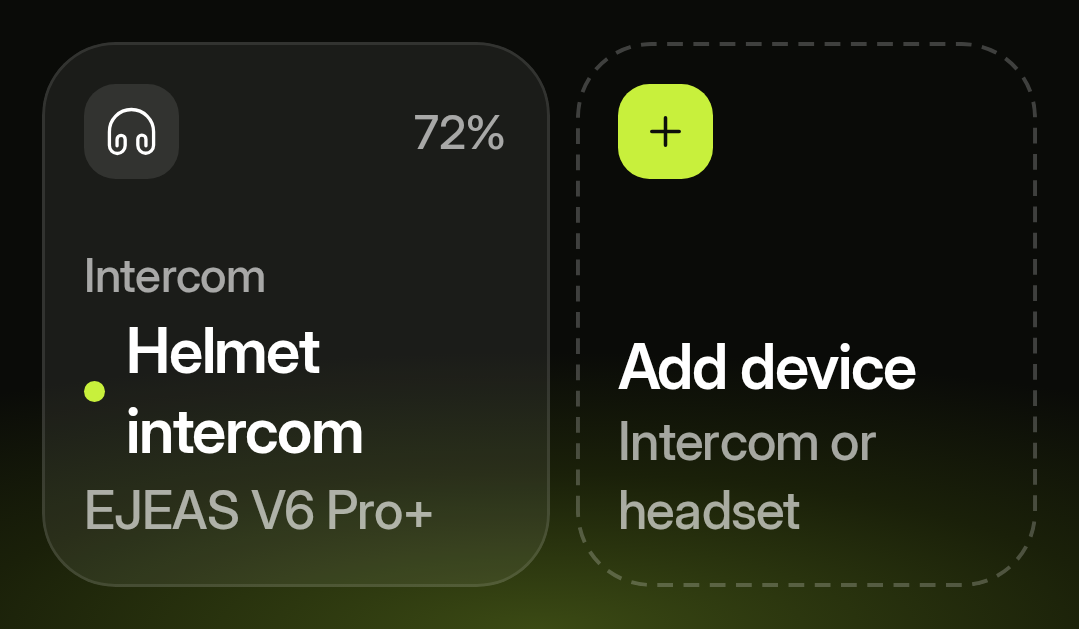 72%
Intercom
Helmet
intercom
EJEAS V6 Pro+
Add device
Intercom or
headset